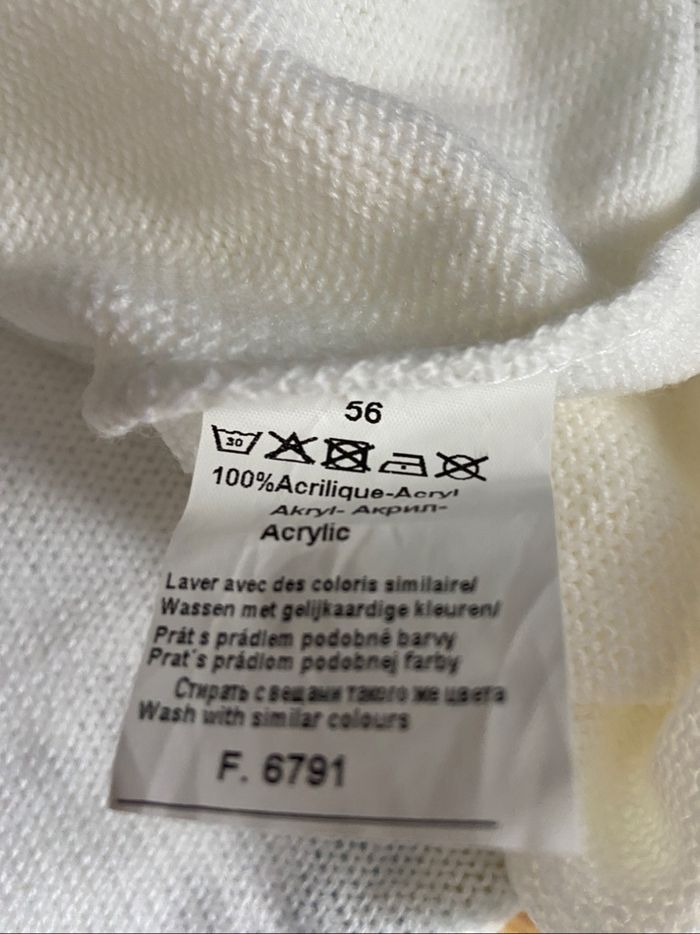 56
30
100%Acrilique-Acryl
Akryl- Акрил-
Acrylic
Laver avec des coloris similaire/
Wassen met gelijkaardige kleuren/
Prát s prádlem podobné barvy
Prat's prádlom podobnej farby
Стирать с вещами такого же цвета
Wash with similar colours
F. 6791